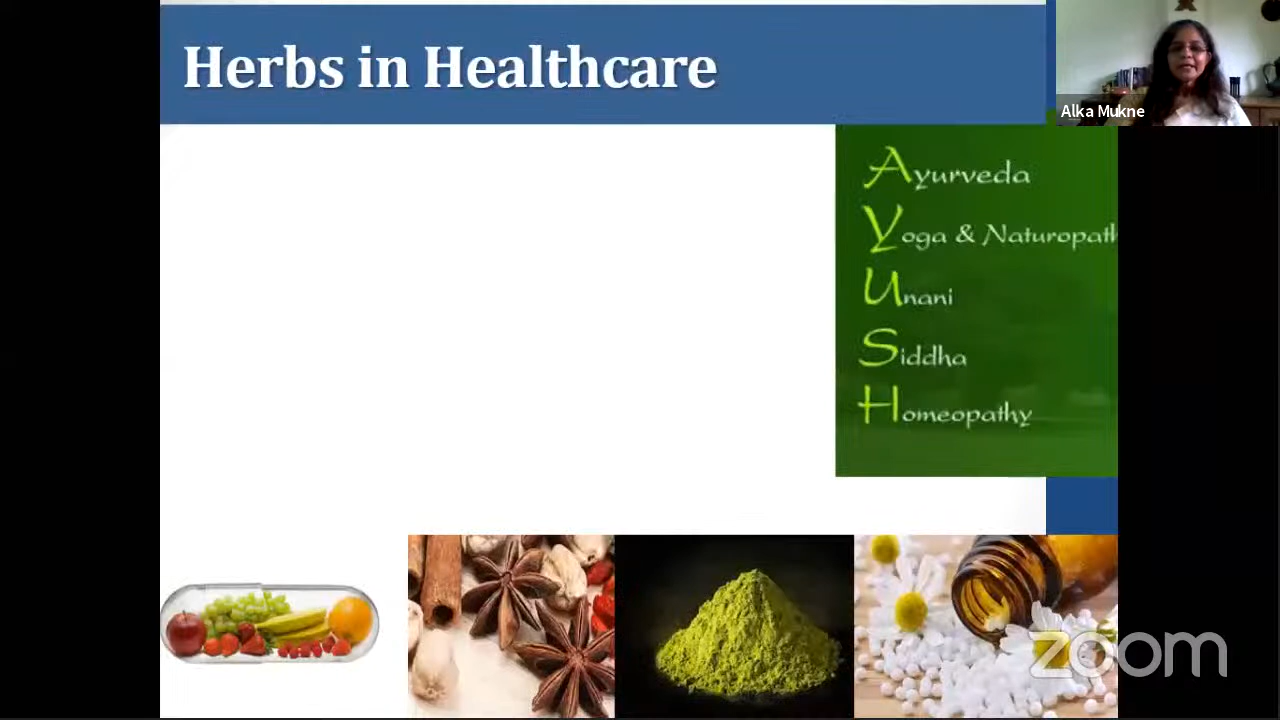 Herbs in Healthcare
Alka Mukne
Ayurveda
Yoga & Naturopath
Unani
Siddha
Homeopathy
zoom